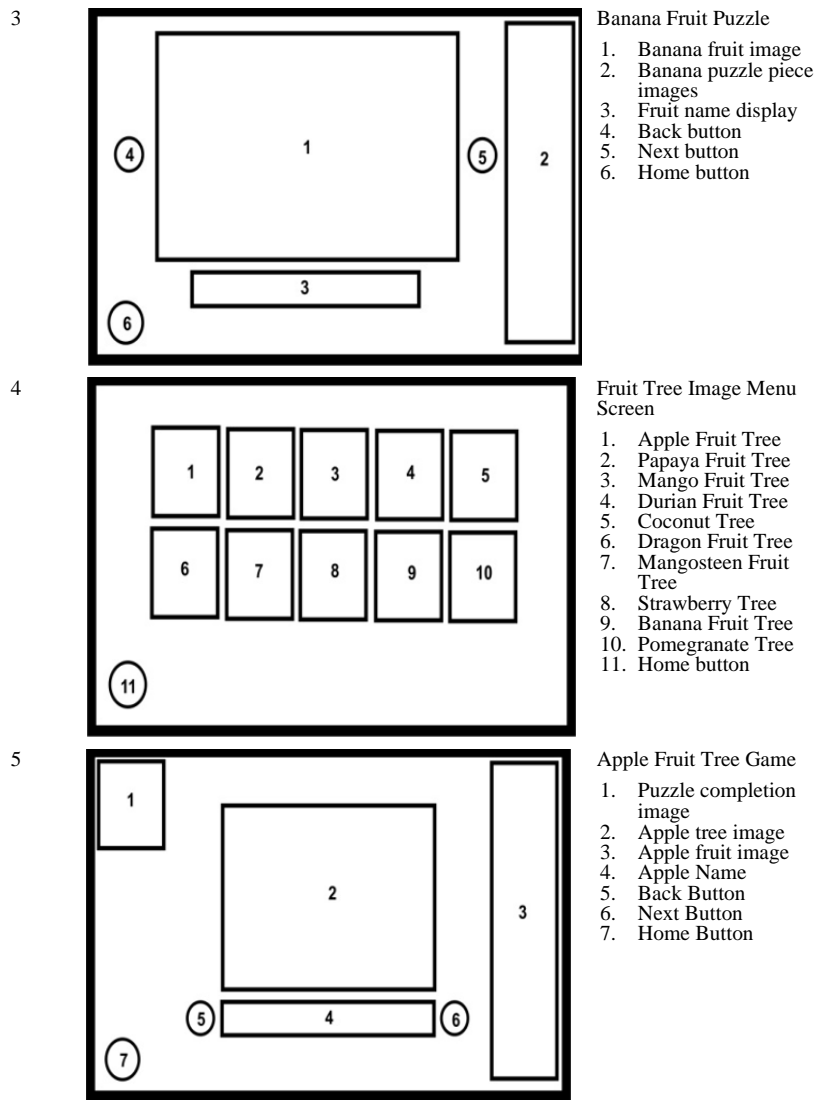 3
4
1
5
2
3
6
Banana Fruit Puzzle
1. Banana fruit image
2. Banana puzzle piece
images
3. Fruit name display
4. Back button
5. Next button
6. Home button
4
1 2 3 4 5
6 7 8 9 10
11
Fruit Tree Image Menu
Screen
1. Apple Fruit Tree
2. Papaya Fruit Tree
3. Mango Fruit Tree
4. Durian Fruit Tree
5. Coconut Tree
6. Dragon Fruit Tree
7. Mangosteen Fruit
Tree
8. Strawberry Tree
9. Banana Fruit Tree
10. Pomegranate Tree
11. Home button
5
1
2
3
5
4
6
7
Apple Fruit Tree Game
1. Puzzle completion
image
2. Apple tree image
3. Apple fruit image
4. Apple Name
5. Back Button
6. Next Button
7. Home Button